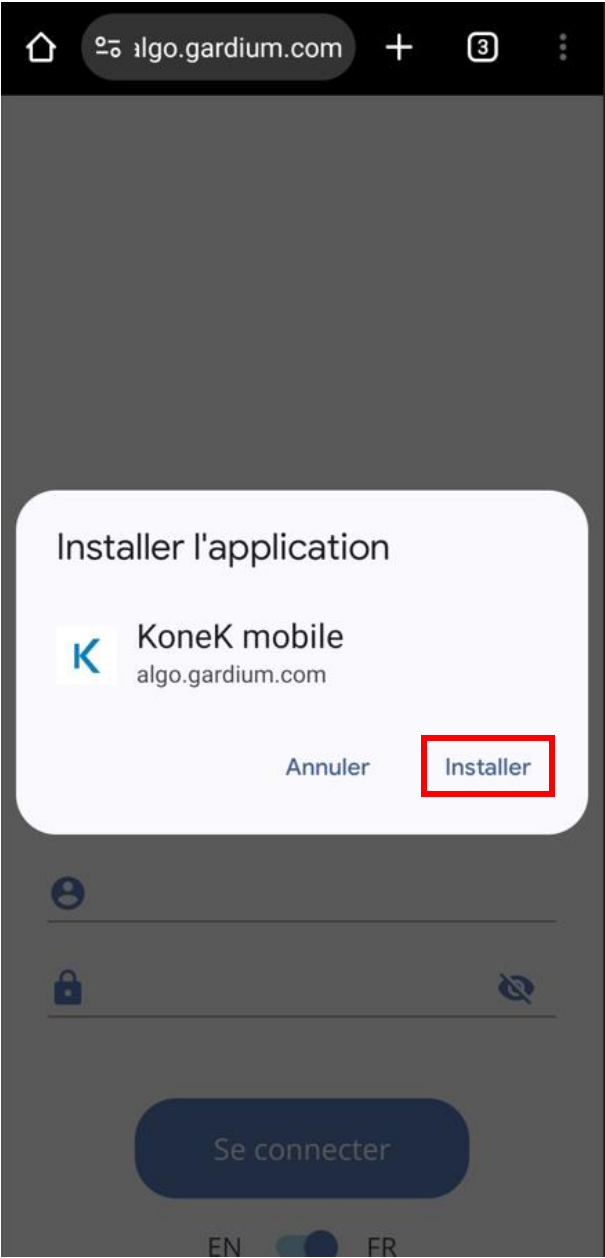 algo.gardium.com
3
Installer l'application
KoneK mobile
algo.gardium.com
Annuler Installer
Se connecter
EN FR